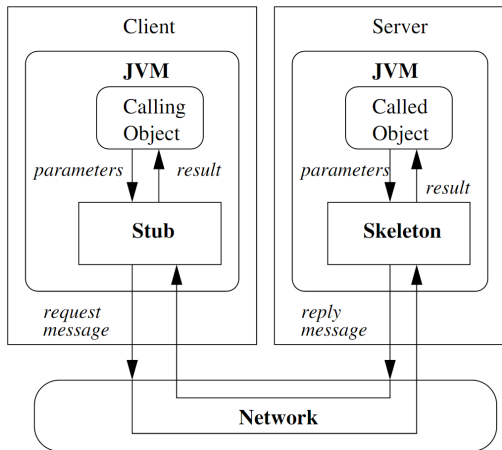 Client
JVM
Calling
Object
parameters
result
Stub
request
message
Server
JVM
Called
Object
parameters
result
Skeleton
reply
message
Network